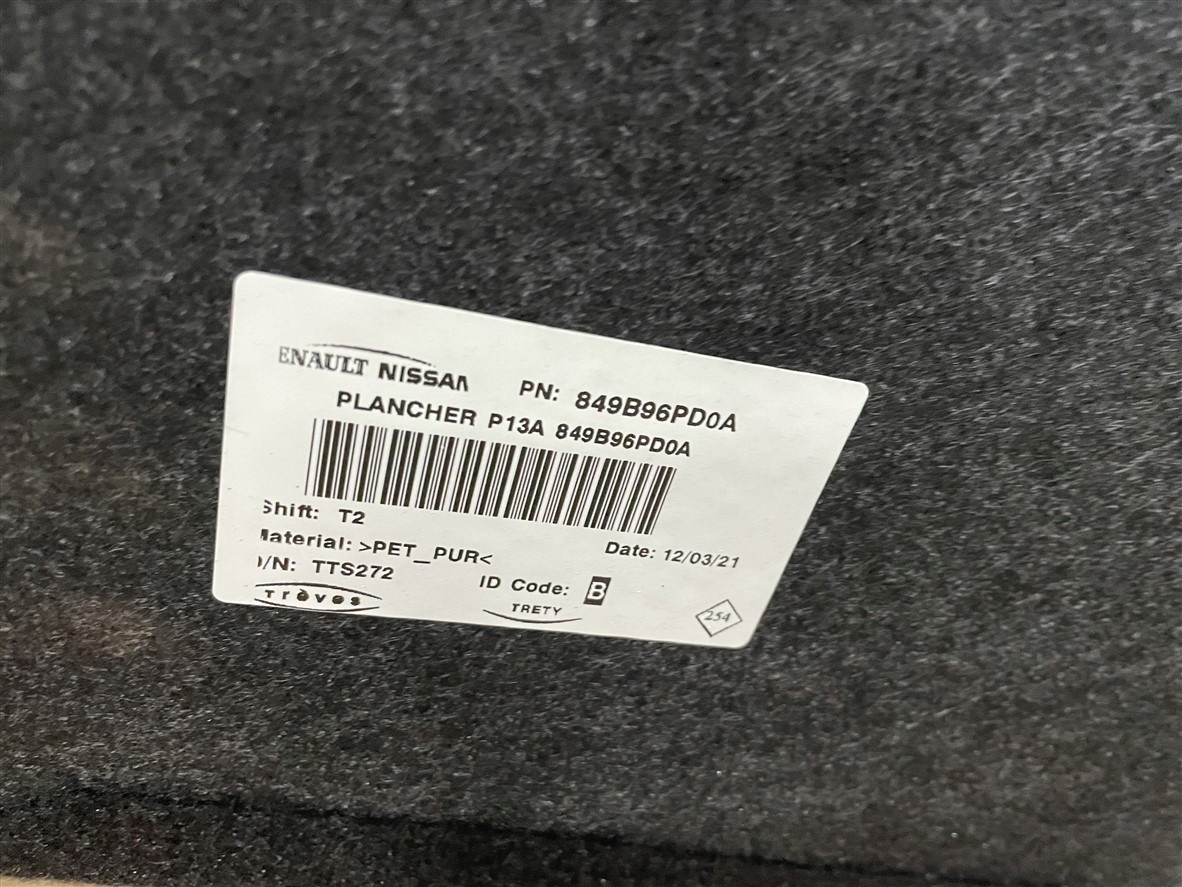 ENAULT NISSAN PN: 849B96PD0A
PLANCHER P13A 849B96PD0A
Shift: T2
Material: >PET_PUR< Date: 12/03/21
/N: TTS272 ID Code: B
Trèves TRETY 254